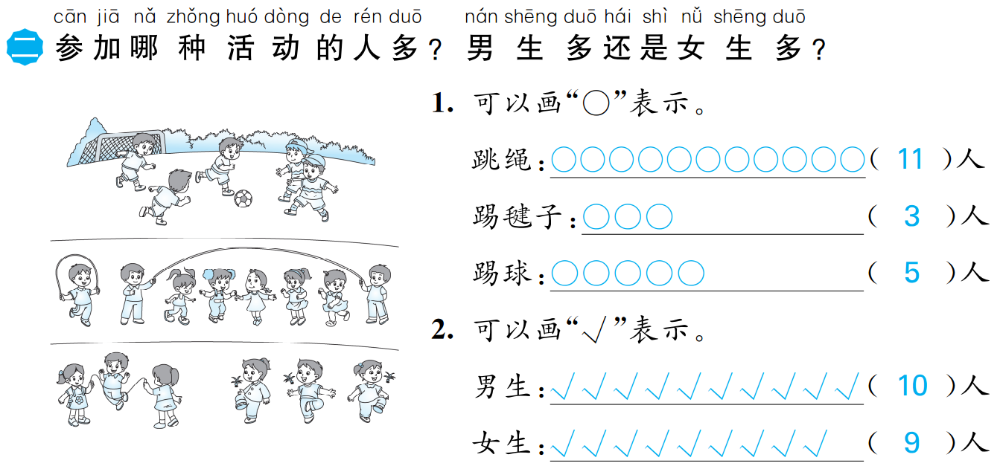 cān jiā nǎ zhǒng huó dòng de rén duō nán shēng duō hái shì nǚ shēng duō
二 参加哪种活动的人多？男生多还是女生多？
1. 可以画“○”表示。
跳绳：○○○○○○○○○○○（ 11 ）人
踢毽子：○○○（ 3 ）人
踢球：○○○○○（ 5 ）人
2. 可以画“√”表示。
男生：√√√√√√√√√√（ 10 ）人
女生：√√√√√√√√√（ 9 ）人